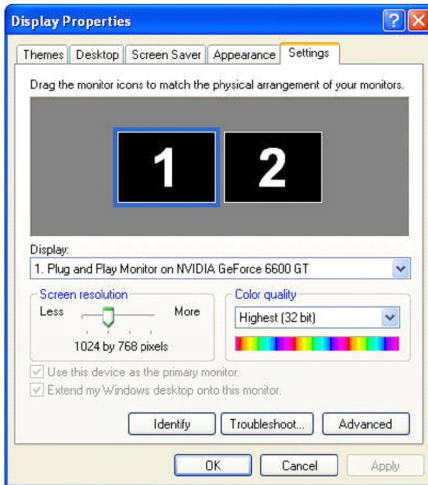 Display Properties
Themes Desktop Screen Saver Appearance Settings
Drag the monitor icons to match the physical arrangement of your monitors.
1 2
Display:
1. Plug and Play Monitor on NVIDIA GeForce 6600 GT
Screen resolution
Less More
1024 by 768 pixels
Color quality
Highest (32 bit)
Use this device as the primary monitor.
Extend my Windows desktop onto this monitor.
Identify Troubleshoot... Advanced
OK Cancel Apply